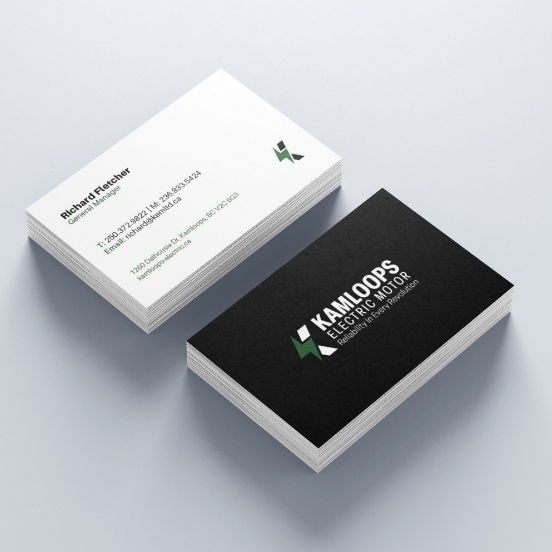 Richard Fletcher
General Manager
T: 250.372.9822 | M: 236.833.5424
Email: richard@kamltd.ca
1260 Dalhousie Dr, Kamloops, BC V2C 6G3
kamloops-electric.ca
KAMLOOPS
ELECTRIC MOTOR
Reliability in Every Revolution